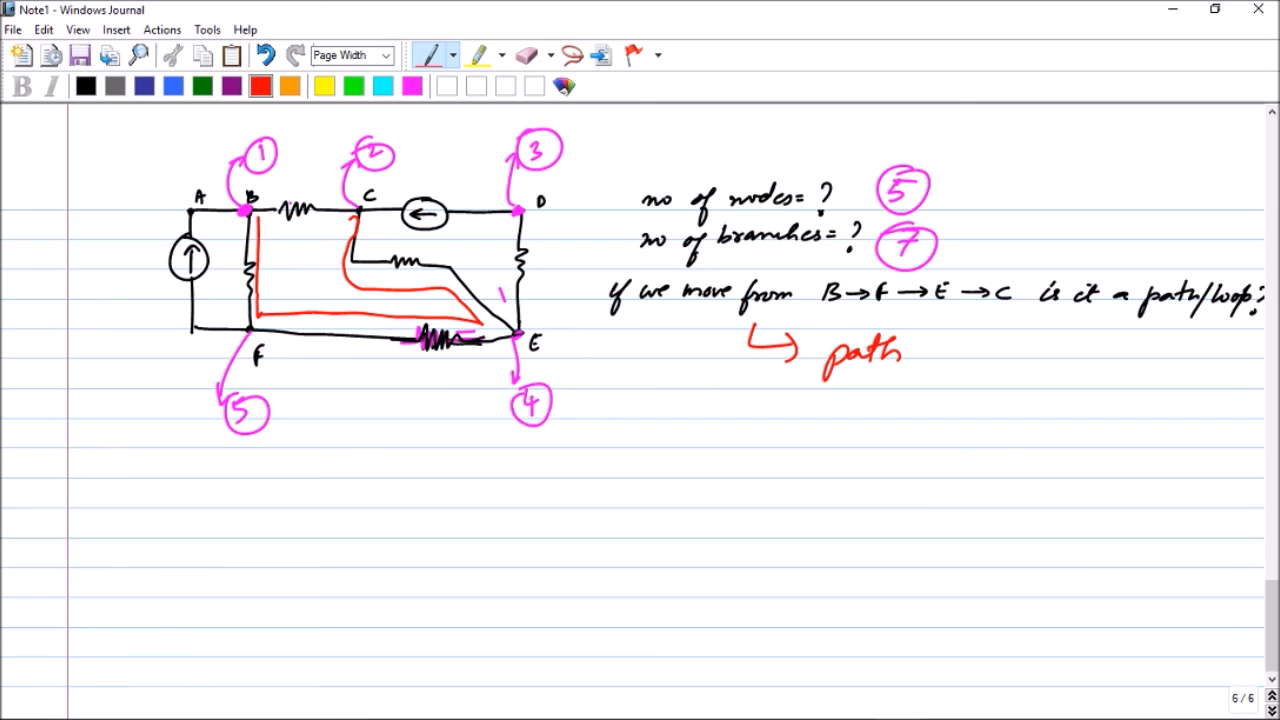 Note1 - Windows Journal
File Edit View Insert Actions Tools Help
Page Width
B I
1 2 3
A B C D
no of nodes= ? 5
no of branches= ? 7
If we move from B→F→E→C is it a path/loop?
F E
path
5 4
6 / 6